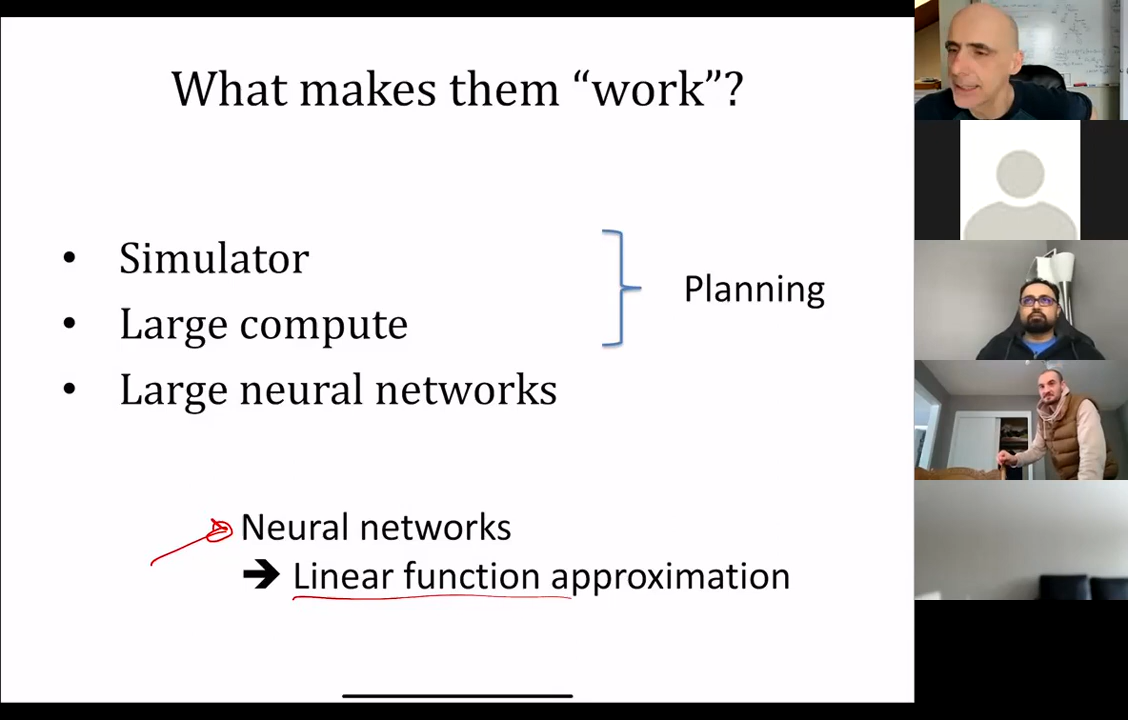 What makes them “work”?
• Simulator
• Large compute
• Large neural networks
Planning
Neural networks
➔ Linear function approximation